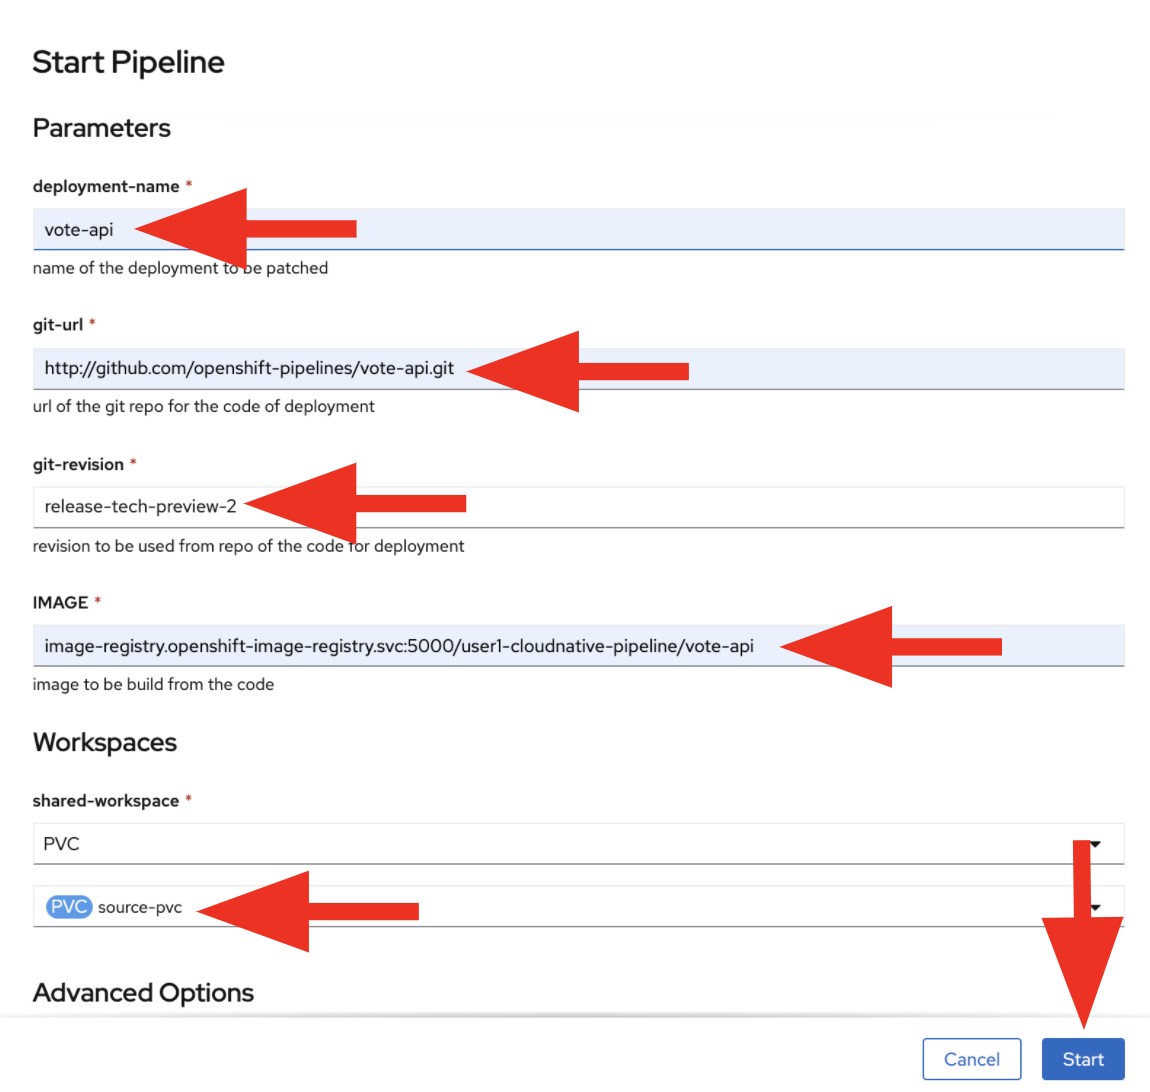 Start Pipeline
Parameters
deployment-name *
vote-api
name of the deployment to be patched
git-url *
http://github.com/openshift-pipelines/vote-api.git
url of the git repo for the code of deployment
git-revision *
release-tech-preview-2
revision to be used from repo of the code for deployment
IMAGE *
image-registry.openshift-image-registry.svc:5000/user1-cloudnative-pipeline/vote-api
image to be build from the code
Workspaces
shared-workspace *
PVC
PVC source-pvc
Advanced Options
Cancel Start